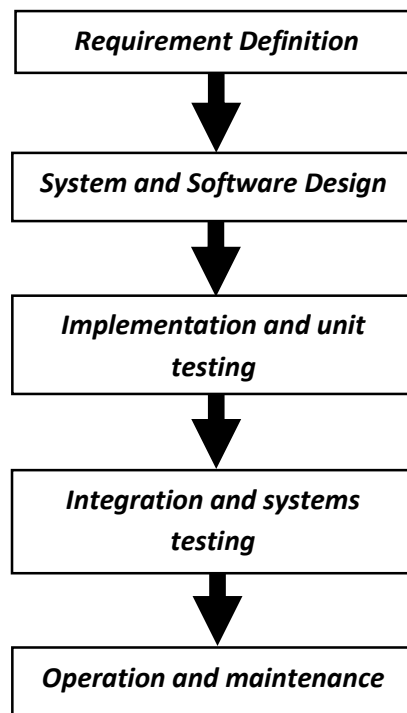 Requirement Definition
System and Software Design
Implementation and unit
testing
Integration and systems
testing
Operation and maintenance